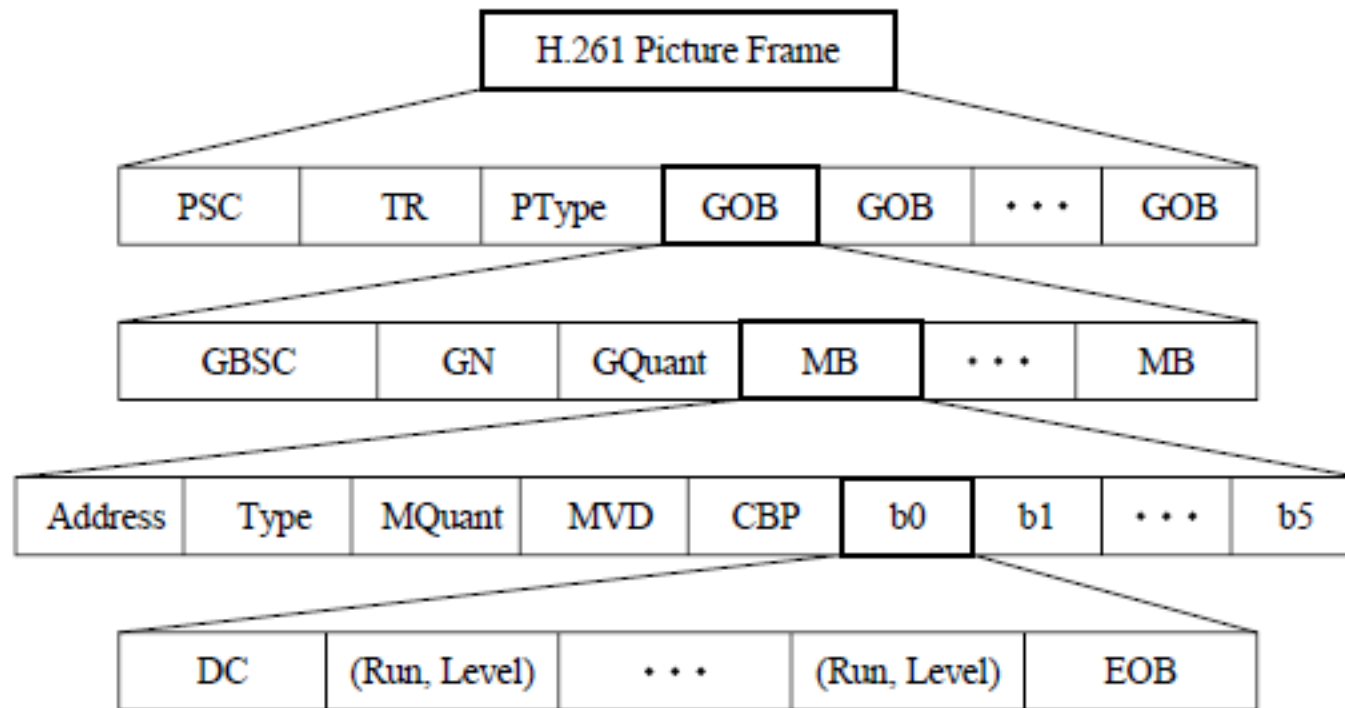 H.261 Picture Frame
PSC TR PType GOB GOB • • • GOB
GBSC GN GQuant MB • • • MB
Address Type MQuant MVD CBP b0 b1 • • • b5
DC (Run, Level) • • • (Run, Level) EOB